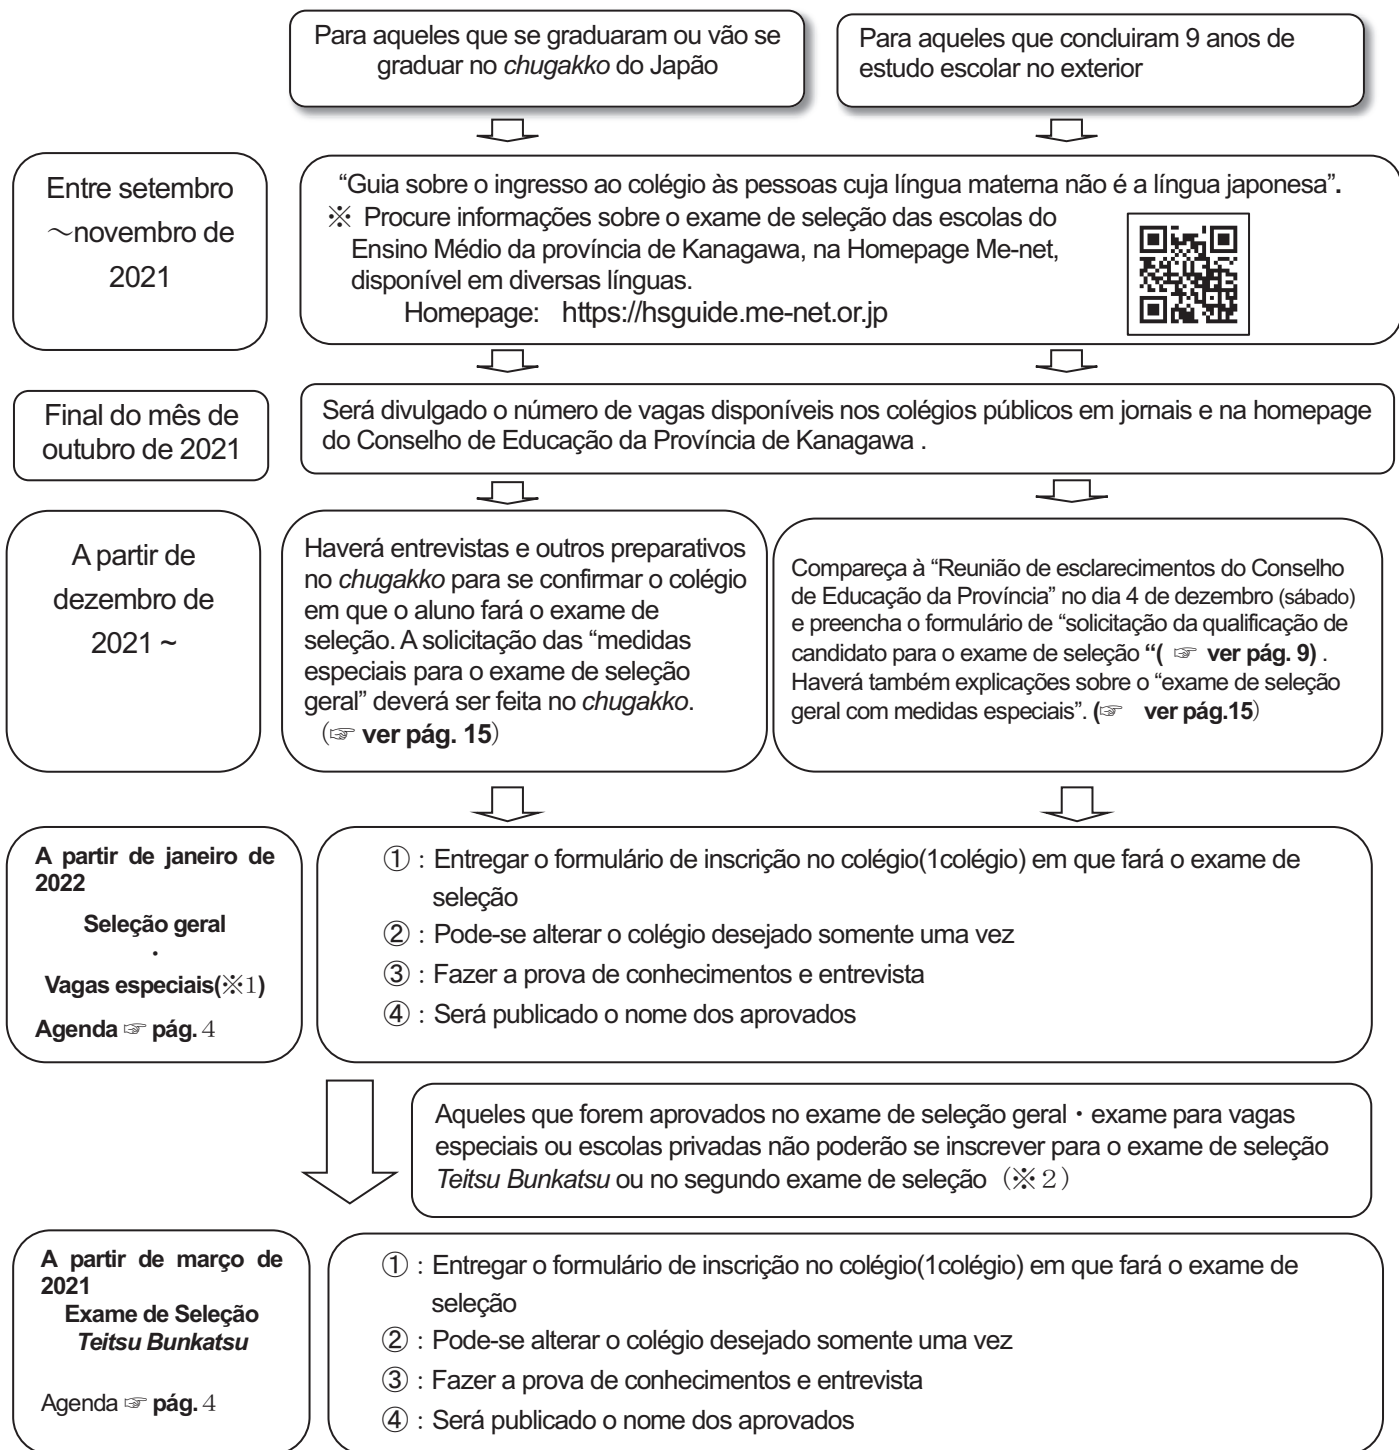 Para aqueles que se graduaram ou vão se
graduar no chugakko do Japão
Para aqueles que concluiram 9 anos de
estudo escolar no exterior
Entre setembro
～novembro de
2021
“Guia sobre o ingresso ao colégio às pessoas cuja língua materna não é a língua japonesa”.
※ Procure informações sobre o exame de seleção das escolas do
Ensino Médio da província de Kanagawa, na Homepage Me-net,
disponível em diversas línguas.
Homepage: https://hsguide.me-net.or.jp
Final do mês de
outubro de 2021
Será divulgado o número de vagas disponíveis nos colégios públicos em jornais e na homepage
do Conselho de Educação da Província de Kanagawa .
A partir de
dezembro de
2021 ~
Haverá entrevistas e outros preparativos
no chugakko para se confirmar o colégio
em que o aluno fará o exame de
seleção. A solicitação das “medidas
especiais para o exame de seleção
geral” deverá ser feita no chugakko.
（☞ ver pág. 15）
Compareça à “Reunião de esclarecimentos do Conselho
de Educação da Província” no dia 4 de dezembro (sábado)
e preencha o formulário de “solicitação da qualificação de
candidato para o exame de seleção “( ☞ ver pág. 9) .
Haverá também explicações sobre o “exame de seleção
geral com medidas especiais”. (☞ ver pág.15）
A partir de janeiro de
2022
Seleção geral
・
Vagas especiais(※1)
Agenda ☞ pág. 4
① : Entregar o formulário de inscrição no colégio(1colégio) em que fará o exame de
seleção
② : Pode-se alterar o colégio desejado somente uma vez
③ : Fazer a prova de conhecimentos e entrevista
④ : Será publicado o nome dos aprovados
Aqueles que forem aprovados no exame de seleção geral・exame para vagas
especiais ou escolas privadas não poderão se inscrever para o exame de seleção
Teitsu Bunkatsu ou no segundo exame de seleção（※２）
A partir de março de
2021
Exame de Seleção
Teitsu Bunkatsu
Agenda ☞ pág. 4
① : Entregar o formulário de inscrição no colégio(1colégio) em que fará o exame de
seleção
② : Pode-se alterar o colégio desejado somente uma vez
③ : Fazer a prova de conhecimentos e entrevista
④ : Será publicado o nome dos aprovados